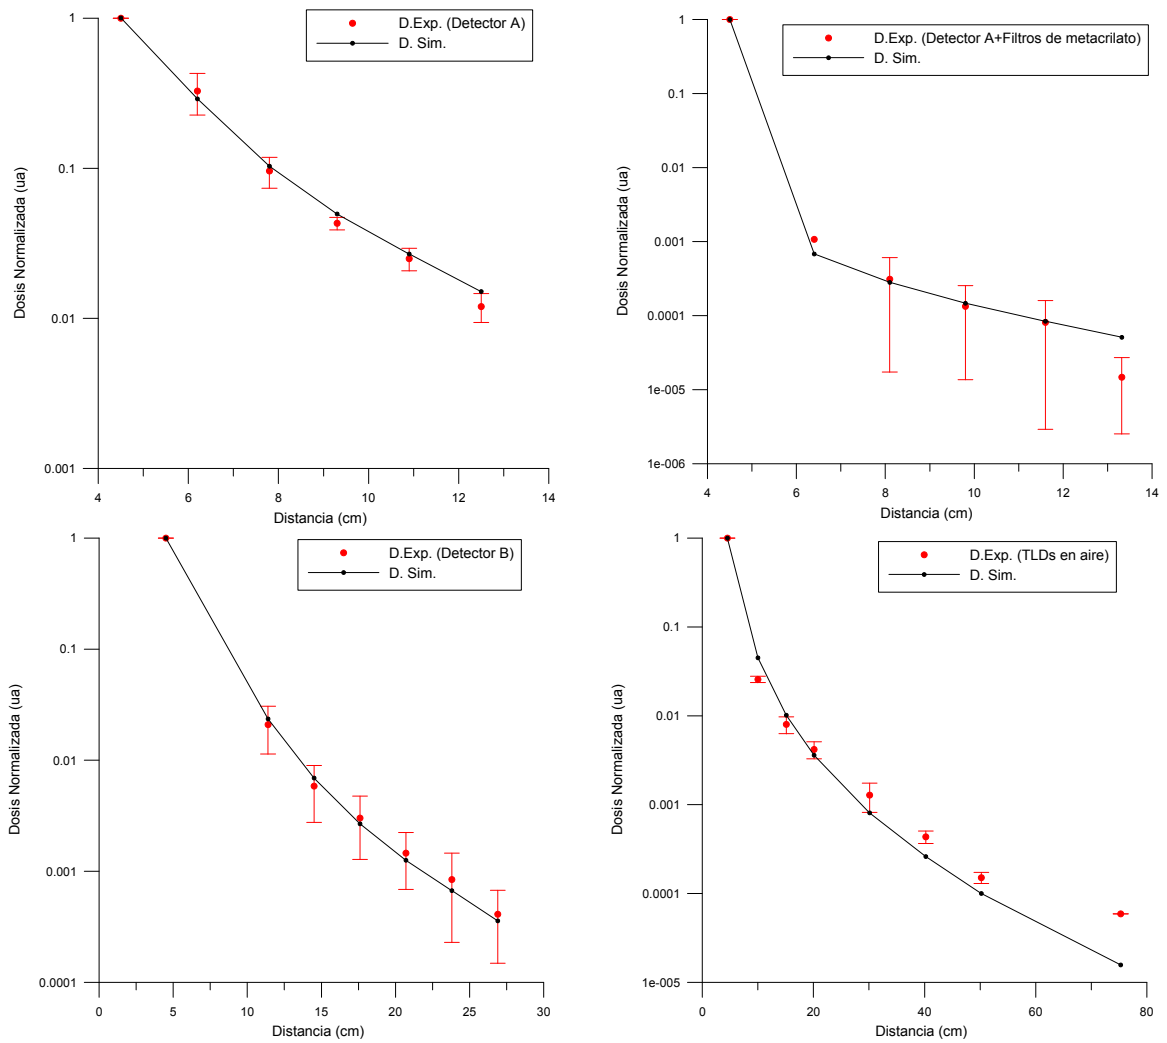 D.Exp. (Detector A)
D. Sim.
1
0.1
0.01
0.001
Dosis Normalizada (ua)
4 6 8 10 12 14
Distancia (cm)
D.Exp. (Detector A+Filtros de metacrilato)
D. Sim.
1
0.1
0.01
0.001
0.0001
1e-005
1e-006
Dosis Normalizada (ua)
4 6 8 10 12 14
Distancia (cm)
D.Exp. (Detector B)
D. Sim.
1
0.1
0.01
0.001
0.0001
Dosis Normalizada (ua)
0 5 10 15 20 25 30
Distancia (cm)
D.Exp. (TLDs en aire)
D. Sim.
1
0.1
0.01
0.001
0.0001
1e-005
Dosis Normalizada (ua)
0 20 40 60 80
Distancia (cm)